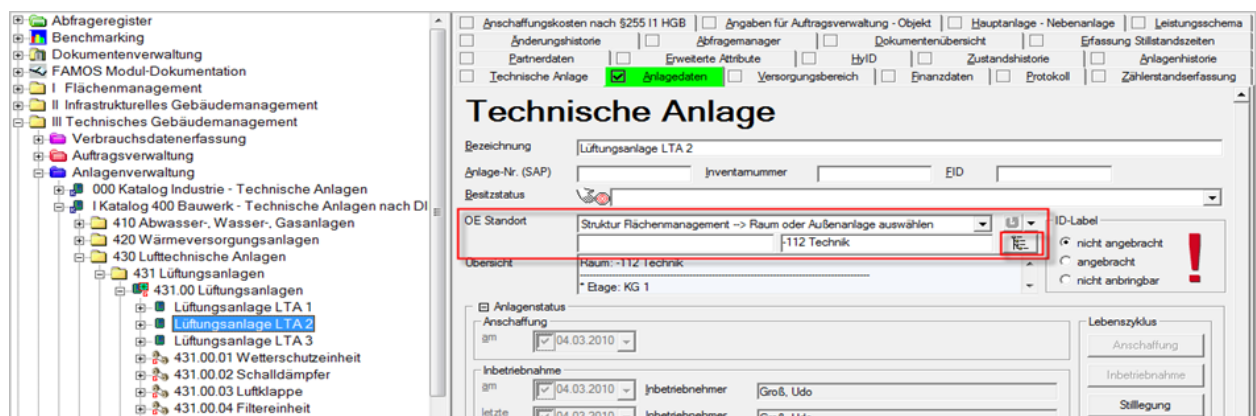 Abfrageregister
Benchmarking
Dokumentenverwaltung
FAMOS Modul-Dokumentation
I Flächenmanagement
II Infrastrukturelles Gebäudemanagement
III Technisches Gebäudemanagement
Verbrauchsdatenerfassung
Auftragsverwaltung
Anlagenverwaltung
000 Katalog Industrie - Technische Anlagen
I Katalog 400 Bauwerk - Technische Anlagen nach DI
410 Abwasser-, Wasser-, Gasanlagen
420 Wärmeversorgungsanlagen
430 Lufttechnische Anlagen
431 Lüftungsanlagen
431.00 Lüftungsanlagen
Lüftungsanlage LTA 1
Lüftungsanlage LTA 2
Lüftungsanlage LTA 3
431.00.01 Wetterschutzeinheit
431.00.02 Schalldämpfer
431.00.03 Luftklappe
431.00.04 Filtereinheit
Anschaffungskosten nach §255 I1 HGB Angaben für Auftragsverwaltung - Objekt Hauptanlage - Nebenanlage Leistungsschema
Änderungshistorie Abfragemanager Dokumentenübersicht Erfassung Stillstandszeiten
Partnerdaten Erweiterte Attribute HyID Zustandshistorie Anlagenhistorie
Technische Anlage Anlagedaten Versorgungsbereich Finanzdaten Protokoll Zählerstandserfassung
Technische Anlage
Bezeichnung Lüftungsanlage LTA 2
Anlage-Nr. (SAP) Inventarnummer FID
Besitzstatus
OE Standort Struktur Flächenmanagement --> Raum oder Außenanlage auswählen
-112 Technik
Übersicht Raum: -112 Technik
* Etage: KG 1
ID-Label
nicht angebracht
angebracht
nicht anbringbar
Anlagenstatus
Anschaffung
am 04.03.2010
Inbetriebnahme
am 04.03.2010 Inbetriebnehmer Groß, Udo
letzte 04.03.2010 Inbetriebnehmer Groß, Udo
Lebenszyklus
Anschaffung
Inbetriebnahme
Stilllegung